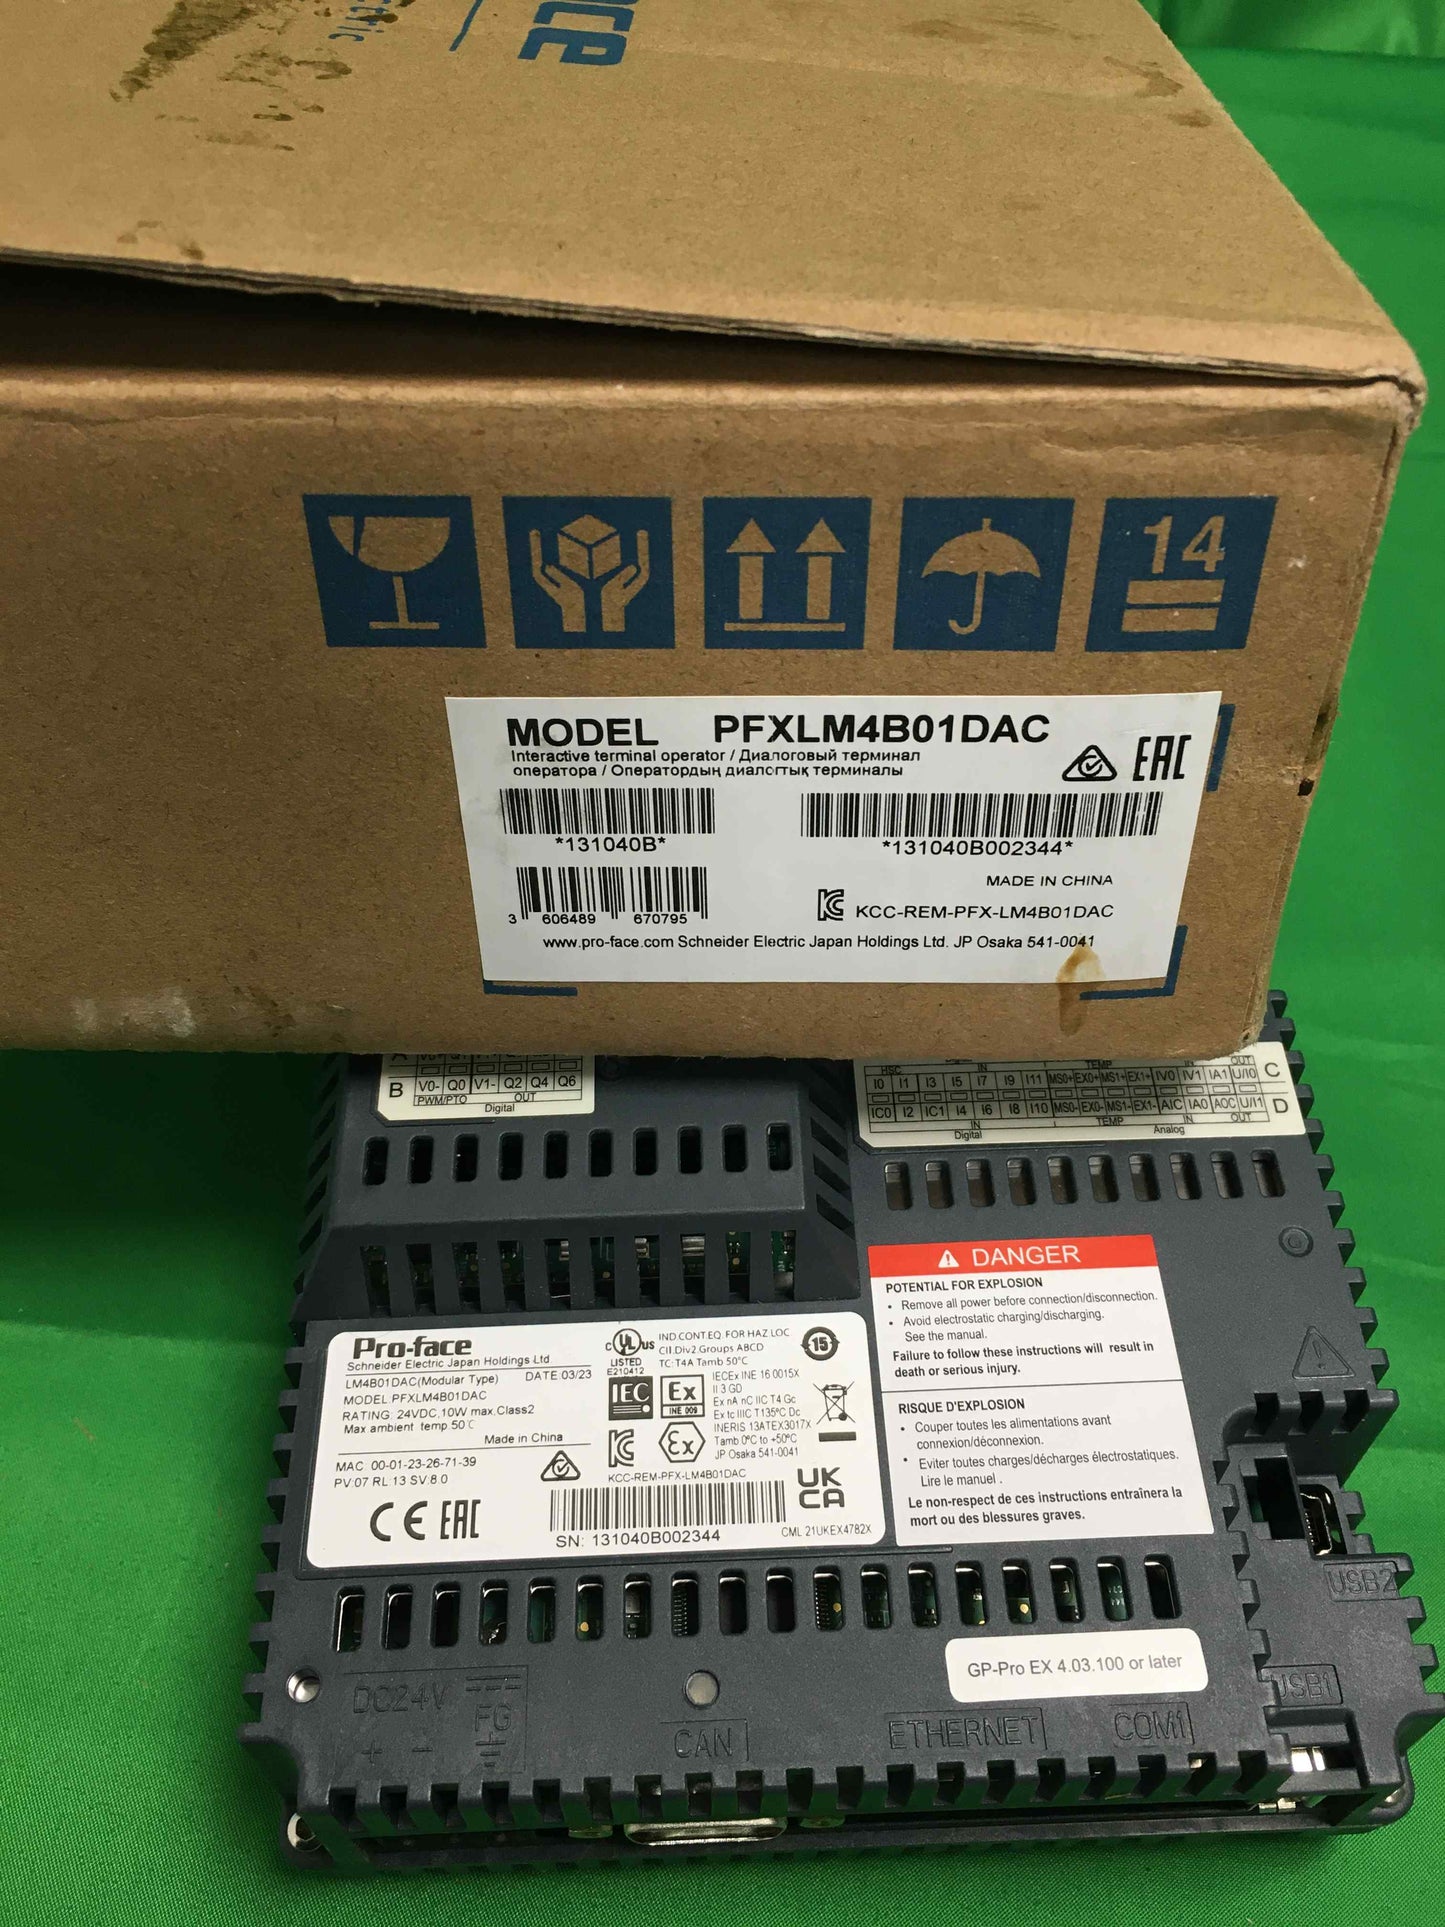 ce
ctric
14
MODEL PFXLM4B01DAC
Interactive terminal operator / Диалоговый терминал
оператора / Оператордың диалогтық терминалы
EAC
*131040B*
*131040B002344*
MADE IN CHINA
3 606489 670795
KCC-REM-PFX-LM4B01DAC
www.pro-face.com Schneider Electric Japan Holdings Ltd. JP Osaka 541-0041
B V0- Q0 V1- Q2 Q4 Q6
PWM/PTO OUT
Digital
HSC IN TEMP IN OUT
I0 I1 I3 I5 I7 I9 I11 MS0+ EX0+ MS1+ EX1+ IV0 IV1 IA1 U/I0 C
IC0 I2 IC1 I4 I6 I8 I10 MS0- EX0- MS1- EX1- AIC IA0 AOC U/I1 D
IN TEMP IN OUT
Digital Analog
DANGER
POTENTIAL FOR EXPLOSION
• Remove all power before connection/disconnection.
• Avoid electrostatic charging/discharging.
See the manual.
Failure to follow these instructions will result in
death or serious injury.
RISQUE D'EXPLOSION
• Couper toutes les alimentations avant
connexion/déconnexion.
• Eviter toutes charges/décharges électrostatiques.
Lire le manuel .
Le non-respect de ces instructions entraînera la
mort ou des blessures graves.
Pro-face
Schneider Electric Japan Holdings Ltd
LM4B01DAC(Modular Type) DATE 03/23
MODEL:PFXLM4B01DAC
RATING: 24VDC,10W max,Class2
Max ambient temp.50°C
Made in China
MAC 00-01-23-26-71-39
PV:07 RL:13 SV:8.0
CE EAC
C UL US
LISTED
E210412
IND.CONT.EQ. FOR HAZ.LOC
CII,Div2,Groups ABCD
TC:T4A Tamb 50°C
15
IEC
Ex
INE 009
IECEx INE 16 0015X
II 3 GD
Ex nA nC IIC T4 Gc
Ex tc IIIC T135°C Dc
INERIS 13ATEX3017X
Tamb 0°C to +50°C
JP Osaka 541-0041
KCC-REM-PFX-LM4B01DAC
UK
CA
SN: 131040B002344
CML 21UKEX4782X
USB2
GP-Pro EX 4.03.100 or later
USB1
DC24V
+ -
FG
CAN
ETHERNET
COM1